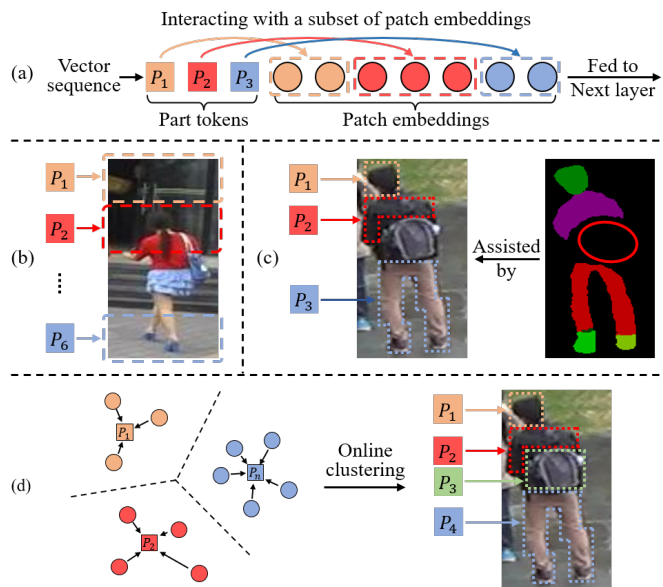 Interacting with a subset of patch embeddings
(a) Vector sequence P1 P2 P3 Fed to Next layer
Part tokens Patch embeddings
(b)
P1
P2
......
P6
(c)
P1
P2
P3
Assisted by
(d)
P1
P2
Pn
Online clustering
P1
P2
P3
P4